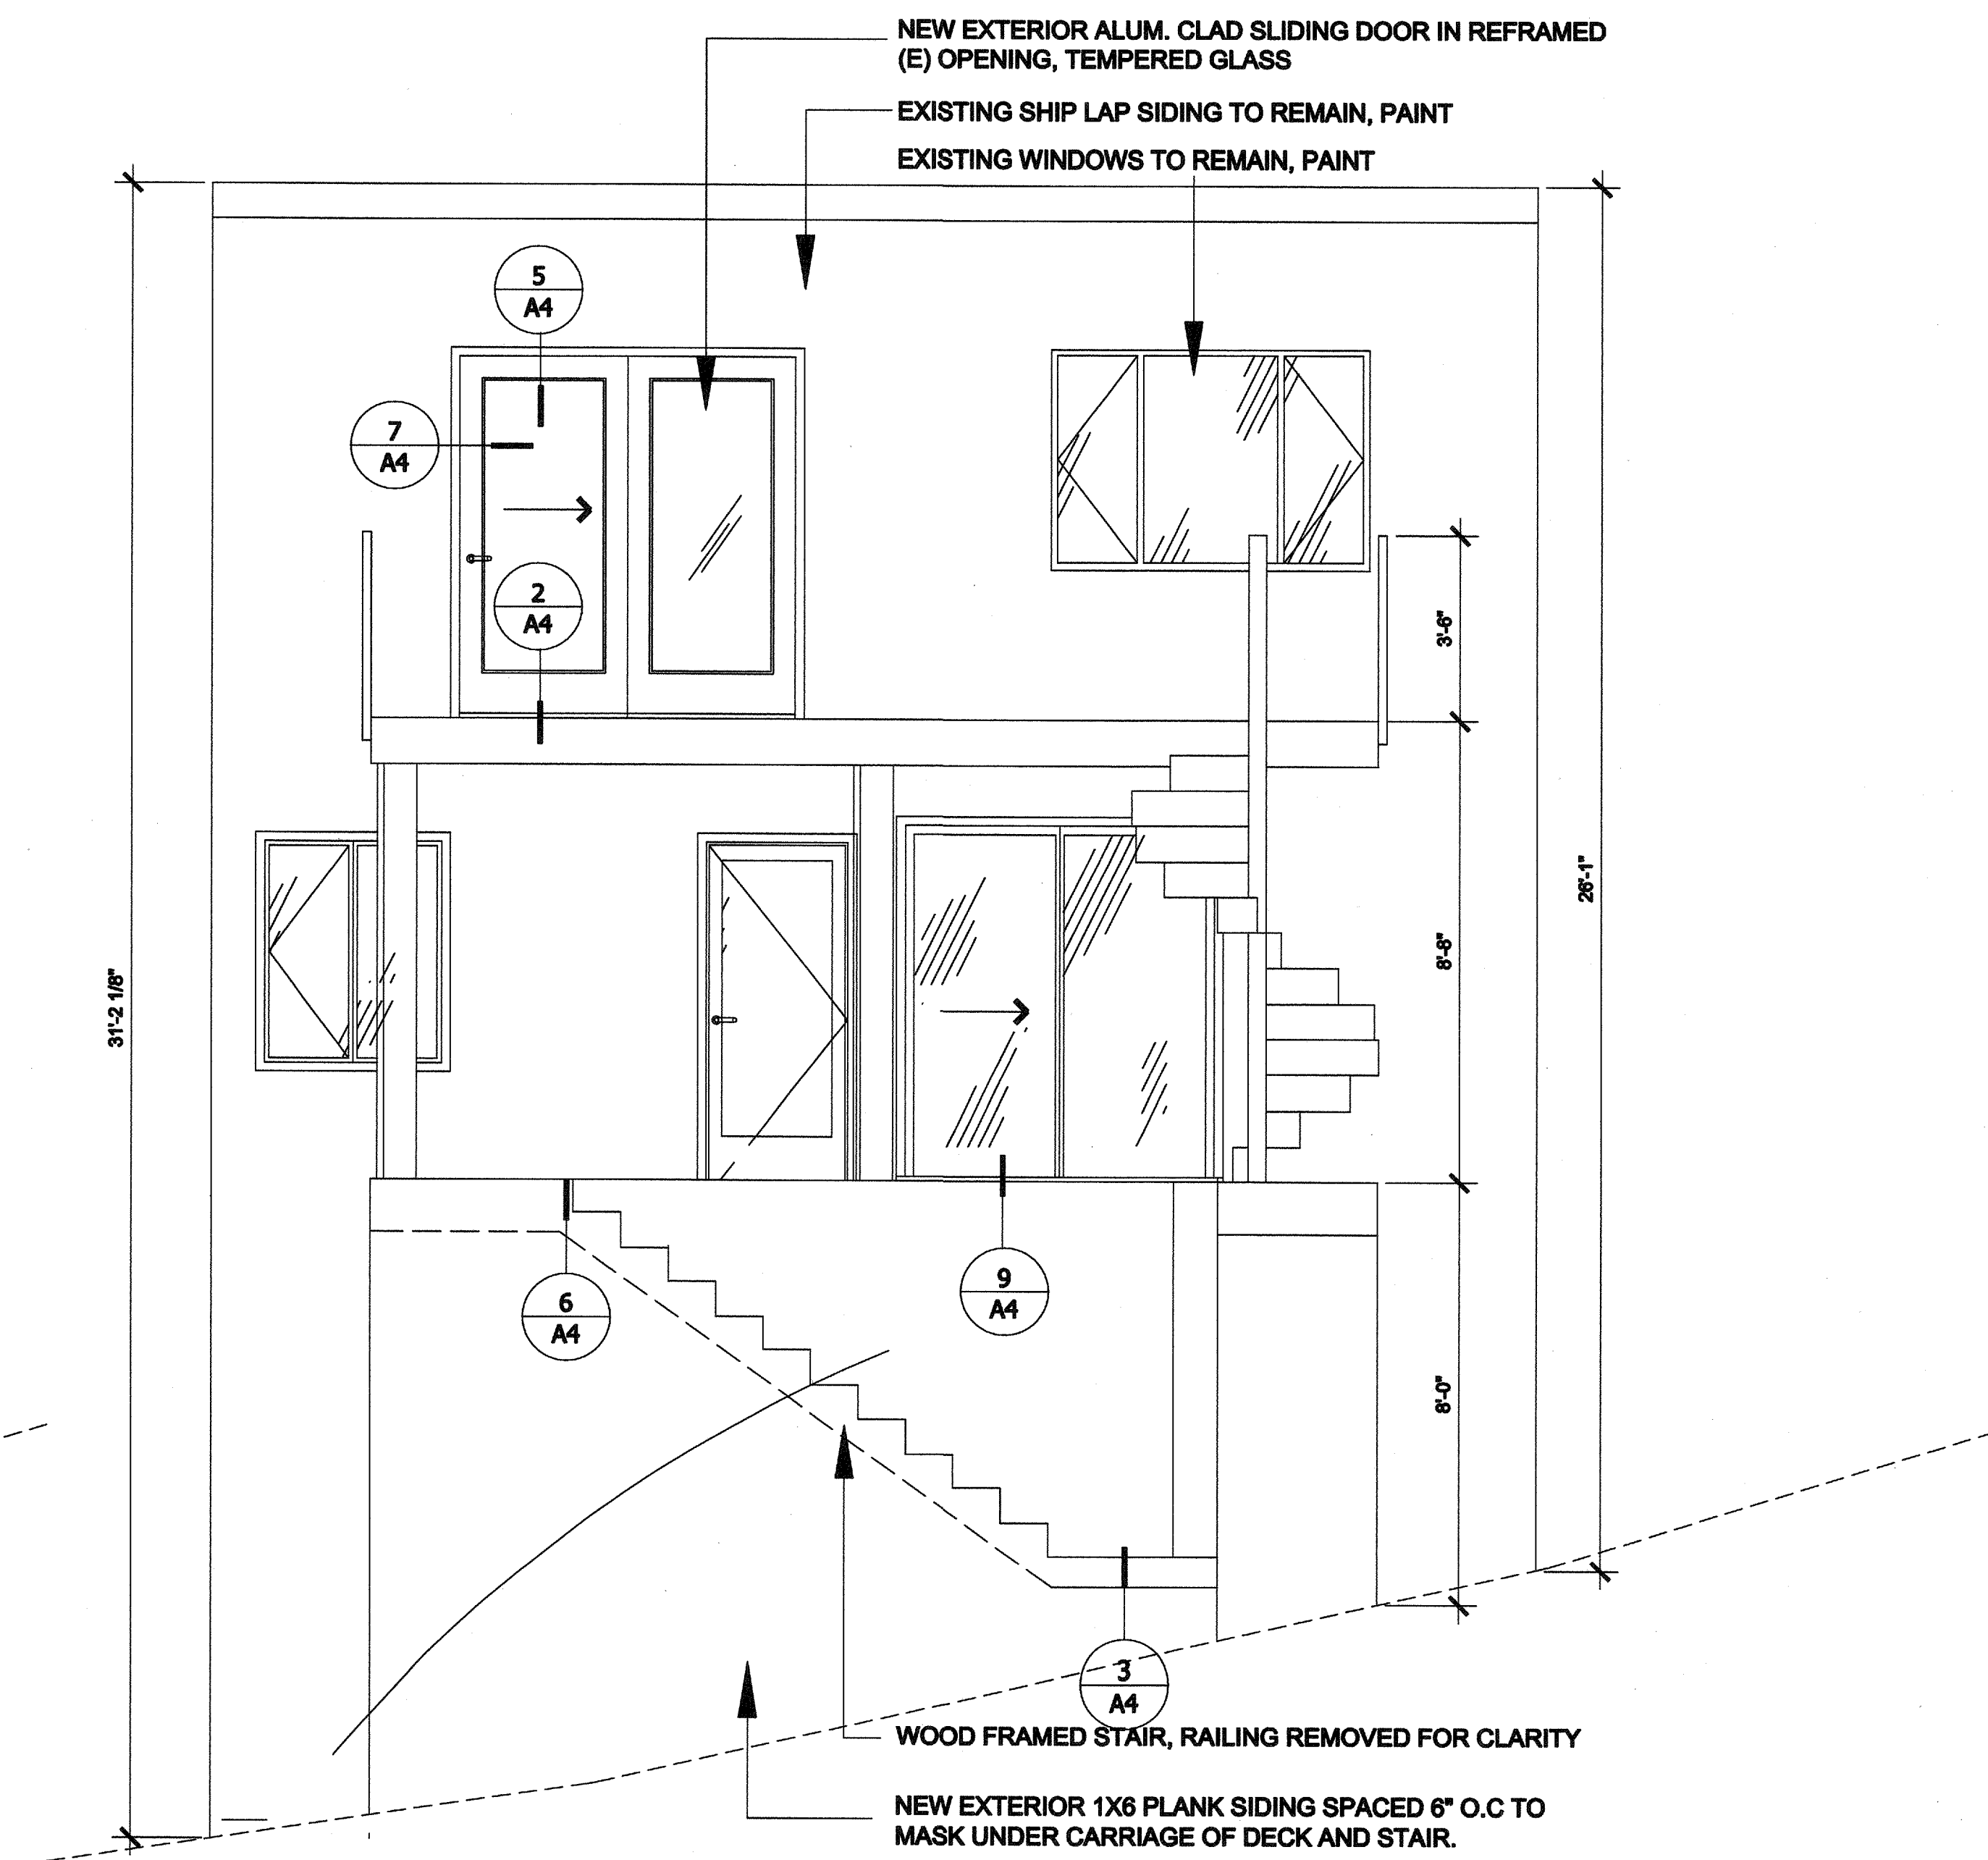 NEW EXTERIOR ALUM. CLAD SLIDING DOOR IN REFRAMED
(E) OPENING, TEMPERED GLASS
EXISTING SHIP LAP SIDING TO REMAIN, PAINT
EXISTING WINDOWS TO REMAIN, PAINT
5
A4
7
A4
2
A4
3'-6"
26'-1"
8'-8"
31'-2 1/8"
6
A4
9
A4
8'-0"
3
A4
WOOD FRAMED STAIR, RAILING REMOVED FOR CLARITY
NEW EXTERIOR 1X6 PLANK SIDING SPACED 6" O.C TO
MASK UNDER CARRIAGE OF DECK AND STAIR.